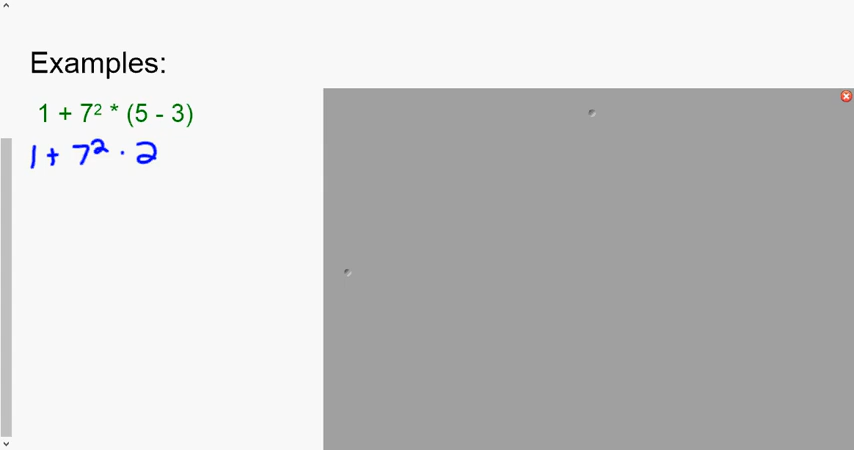 Examples:
1 + 7² * (5 - 3)
1 + 7² · 2